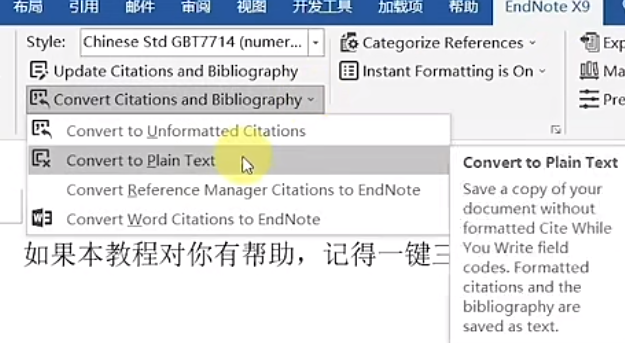 布局 引用 邮件 审阅 视图 开发工具 加载项 帮助 EndNote X9
Style: Chinese Std GBT7714 (numer...
Categorize References
Exp
Update Citations and Bibliography
Instant Formatting is On
Ma
Convert Citations and Bibliography
Pre
Convert to Unformatted Citations
Convert to Plain Text
Convert Reference Manager Citations to EndNote
Convert Word Citations to EndNote
Convert to Plain Text
Save a copy of your
document without
formatted Cite While
You Write field
codes. Formatted
citations and the
bibliography are
saved as text.
如果本教程对你有帮助，记得一键三